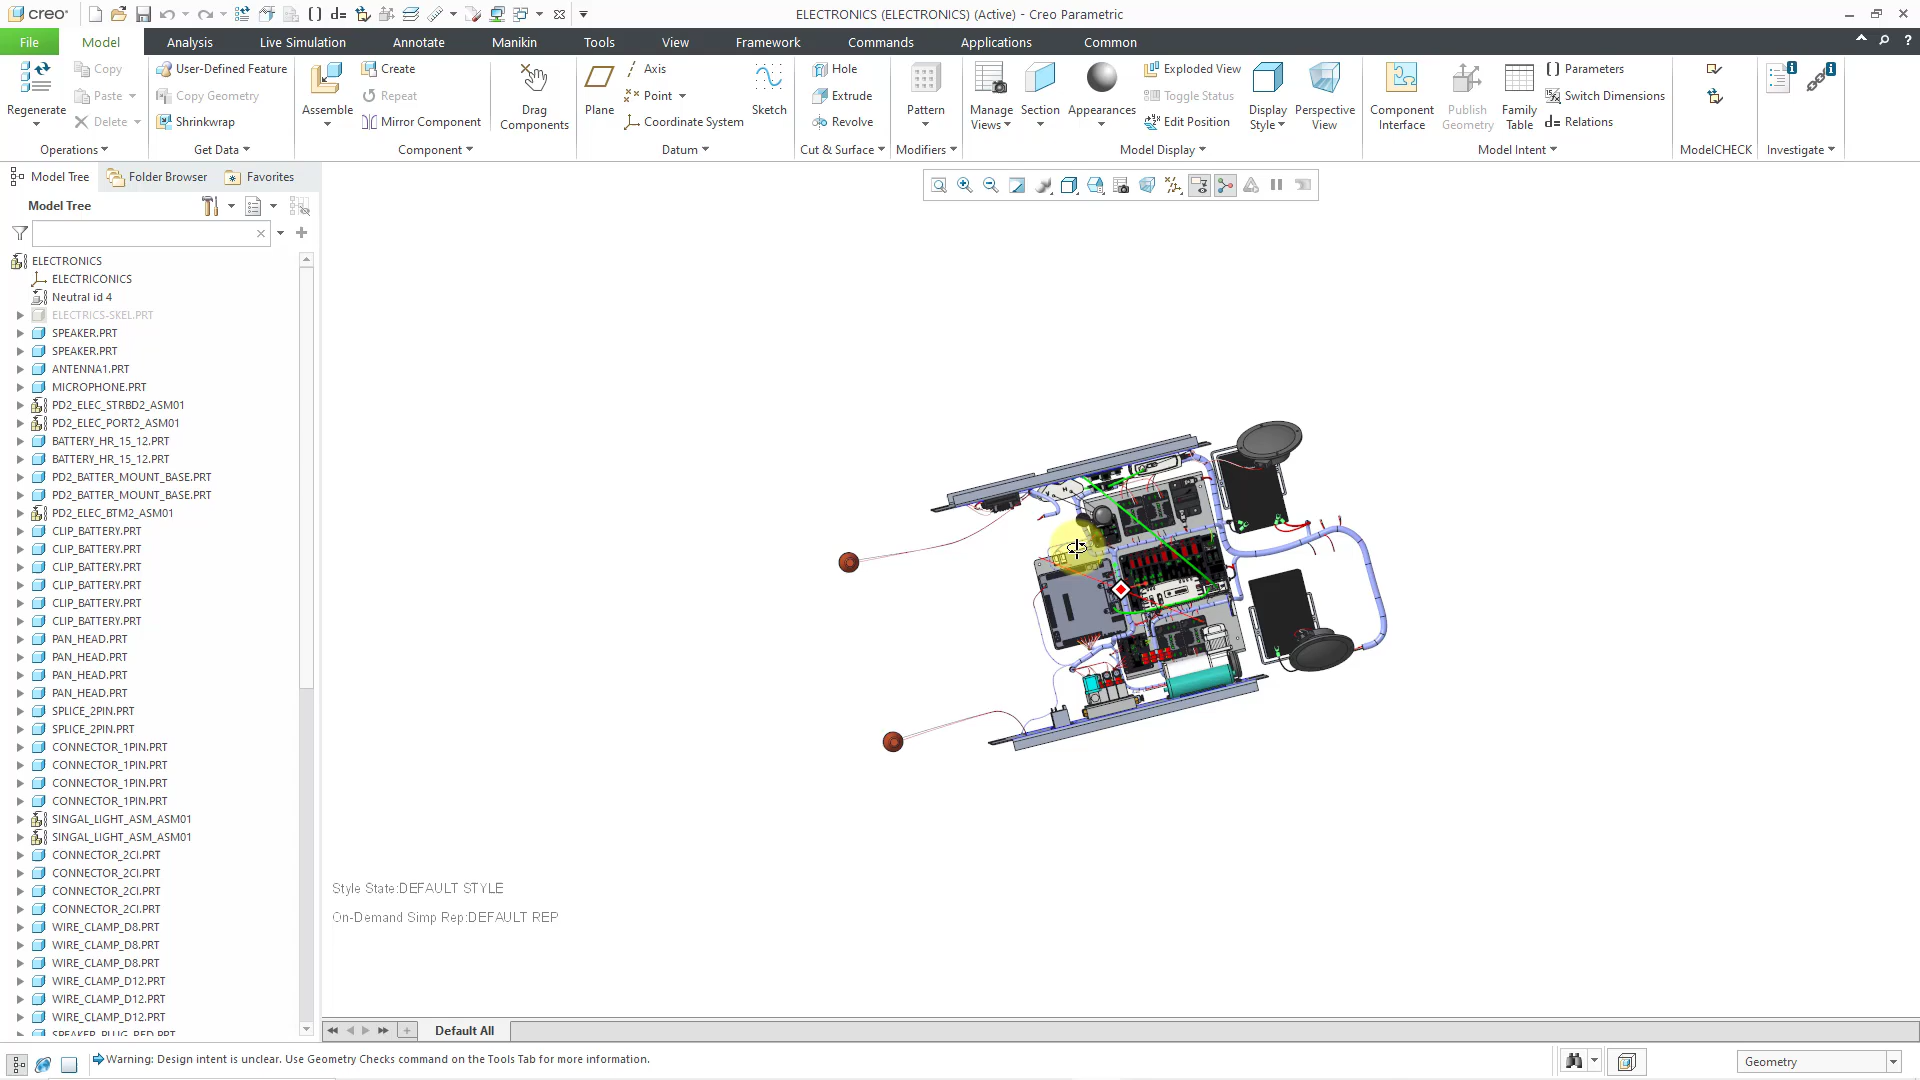 creo
ELECTRONICS (ELECTRONICS) (Active) - Creo Parametric
File Model Analysis Live Simulation Annotate Manikin Tools View Framework Commands Applications Common
Regenerate
Copy
Paste
Delete
Operations
User-Defined Feature
Copy Geometry
Shrinkwrap
Get Data
Assemble
Create
Repeat
Mirror Component
Component
Drag
Components
Plane
Axis
Point
Coordinate System
Sketch
Datum
Hole
Extrude
Revolve
Cut & Surface
Pattern
Modifiers
Manage
Views
Section
Appearances
Exploded View
Toggle Status
Edit Position
Display
Style
Perspective
View
Model Display
Component
Interface
Publish
Geometry
Family
Table
Parameters
Switch Dimensions
d= Relations
Model Intent
ModelCHECK
Investigate
Model Tree Folder Browser Favorites
Model Tree
ELECTRONICS
ELECTRICONICS
Neutral id 4
ELECTRICS-SKEL.PRT
SPEAKER.PRT
SPEAKER.PRT
ANTENNA1.PRT
MICROPHONE.PRT
PD2_ELEC_STRBD2_ASM01
PD2_ELEC_PORT2_ASM01
BATTERY_HR_15_12.PRT
BATTERY_HR_15_12.PRT
PD2_BATTER_MOUNT_BASE.PRT
PD2_BATTER_MOUNT_BASE.PRT
PD2_ELEC_BTM2_ASM01
CLIP_BATTERY.PRT
CLIP_BATTERY.PRT
CLIP_BATTERY.PRT
CLIP_BATTERY.PRT
CLIP_BATTERY.PRT
CLIP_BATTERY.PRT
PAN_HEAD.PRT
PAN_HEAD.PRT
PAN_HEAD.PRT
PAN_HEAD.PRT
SPLICE_2PIN.PRT
SPLICE_2PIN.PRT
CONNECTOR_1PIN.PRT
CONNECTOR_1PIN.PRT
CONNECTOR_1PIN.PRT
CONNECTOR_1PIN.PRT
SINGAL_LIGHT_ASM_ASM01
SINGAL_LIGHT_ASM_ASM01
CONNECTOR_2CI.PRT
CONNECTOR_2CI.PRT
CONNECTOR_2CI.PRT
CONNECTOR_2CI.PRT
WIRE_CLAMP_D8.PRT
WIRE_CLAMP_D8.PRT
WIRE_CLAMP_D8.PRT
WIRE_CLAMP_D12.PRT
WIRE_CLAMP_D12.PRT
WIRE_CLAMP_D12.PRT
SPEAKER_PLUG_RED.PRT
Style State:DEFAULT STYLE
On-Demand Simp Rep:DEFAULT REP
Default All
Warning: Design intent is unclear. Use Geometry Checks command on the Tools Tab for more information.
Geometry